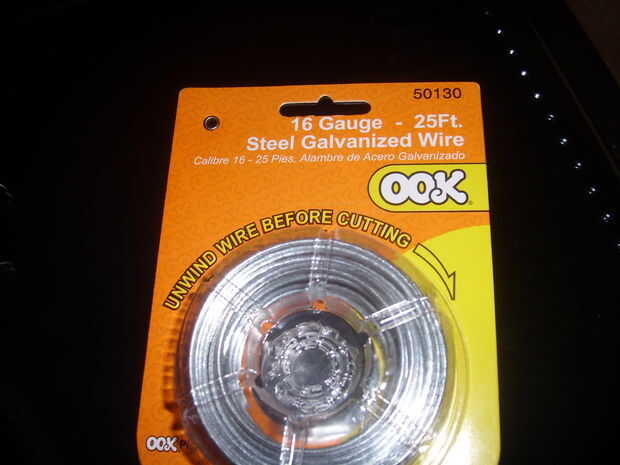 50130
16 Gauge - 25Ft.
Steel Galvanized Wire
Calibre 16 - 25 Pies, Alambre de Acero Galvanizado
OOK
UNWIND WIRE BEFORE CUTTING
OOK